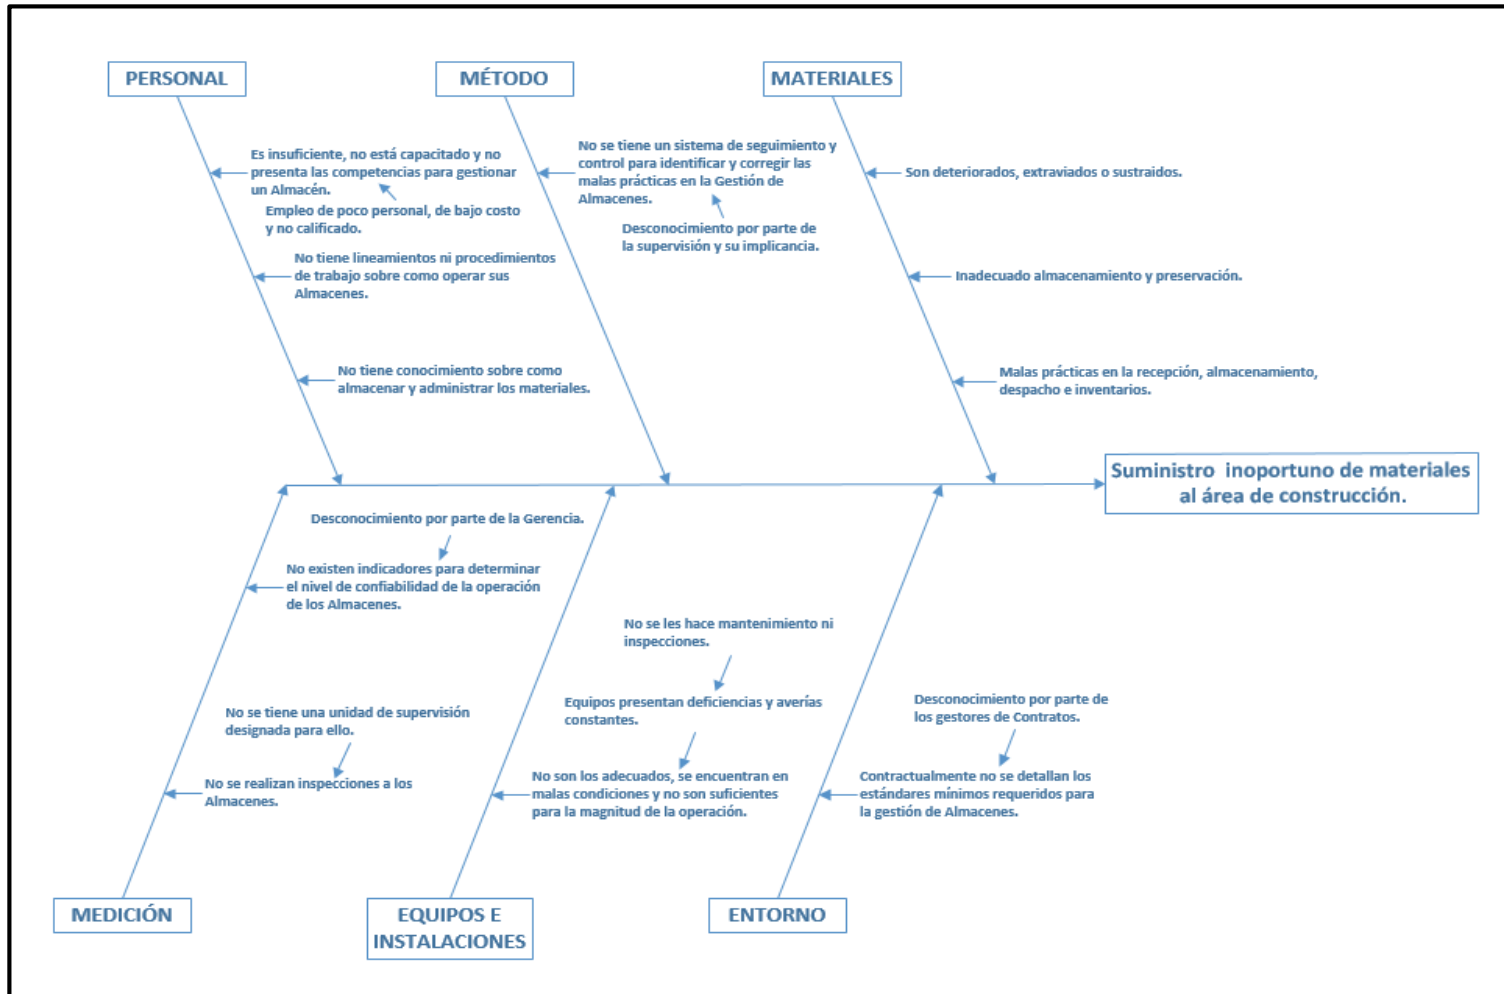 PERSONAL
MÉTODO
MATERIALES
Es insuficiente, no está capacitado y no
presenta las competencias para gestionar
un Almacén.
Empleo de poco personal, de bajo costo
y no calificado.
No tiene lineamientos ni procedimientos
de trabajo sobre como operar sus
Almacenes.
No tiene conocimiento sobre como
almacenar y administrar los materiales.
No se tiene un sistema de seguimiento y
control para identificar y corregir las
malas prácticas en la Gestión de
Almacenes.
Desconocimiento por parte de
la supervisión y su implicancia.
Son deteriorados, extraviados o sustraidos.
Inadecuado almacenamiento y preservación.
Malas prácticas en la recepción, almacenamiento,
despacho e inventarios.
Suministro inoportuno de materiales
al área de construcción.
Desconocimiento por parte de la Gerencia.
No existen indicadores para determinar
el nivel de confiabilidad de la operación
de los Almacenes.
No se tiene una unidad de supervisión
designada para ello.
No se realizan inspecciones a los
Almacenes.
No se les hace mantenimiento ni
inspecciones.
Equipos presentan deficiencias y averías
constantes.
No son los adecuados, se encuentran en
malas condiciones y no son suficientes
para la magnitud de la operación.
Desconocimiento por parte de
los gestores de Contratos.
Contractualmente no se detallan los
estándares mínimos requeridos para
la gestión de Almacenes.
MEDICIÓN
EQUIPOS E
INSTALACIONES
ENTORNO